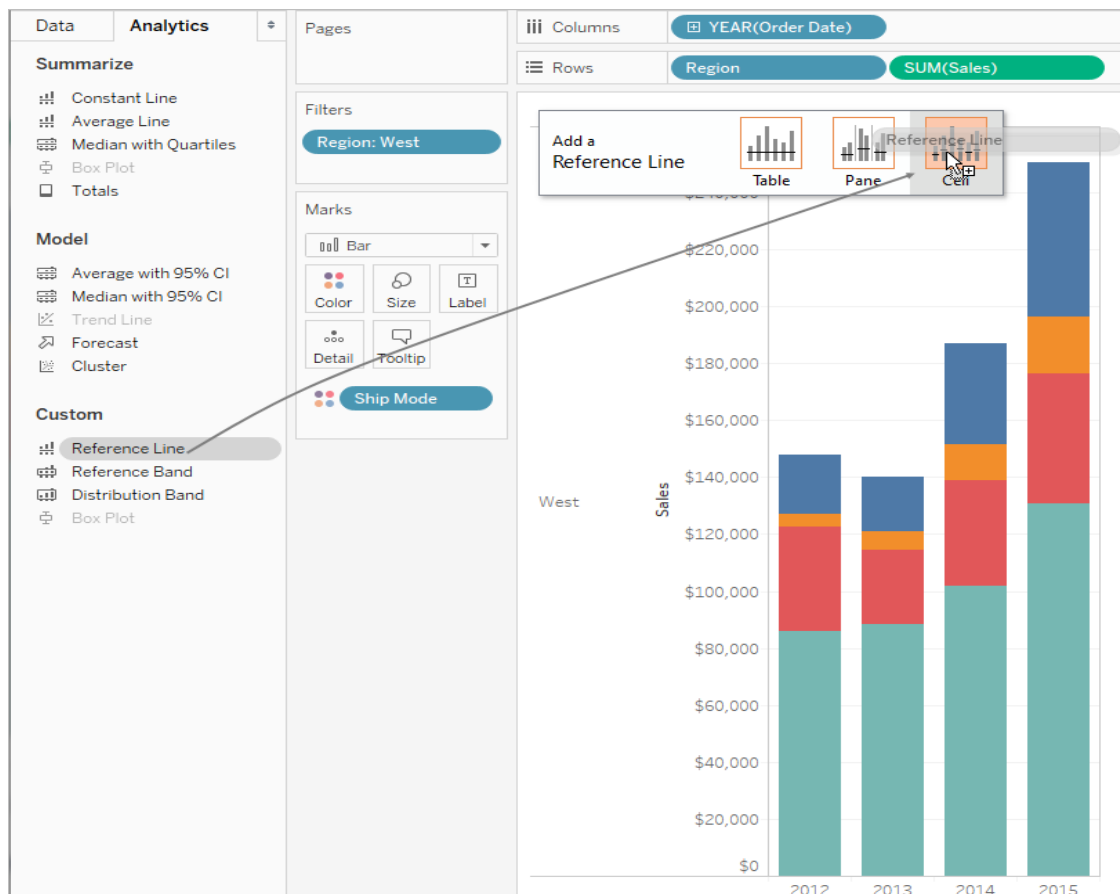 Data
Analytics
Summarize
Constant Line
Average Line
Median with Quartiles
Box Plot
Totals
Model
Average with 95% CI
Median with 95% CI
Trend Line
Forecast
Cluster
Custom
Reference Line
Reference Band
Distribution Band
Box Plot
Pages
Filters
Region: West
Marks
Bar
Color
Size
Label
Detail
Tooltip
Ship Mode
Columns
YEAR(Order Date)
Rows
Region
SUM(Sales)
Add a
Reference Line
Table
Pane
Cell
Reference Line
West
Sales
$240,000
$220,000
$200,000
$180,000
$160,000
$140,000
$120,000
$100,000
$80,000
$60,000
$40,000
$20,000
$0
2012
2013
2014
2015